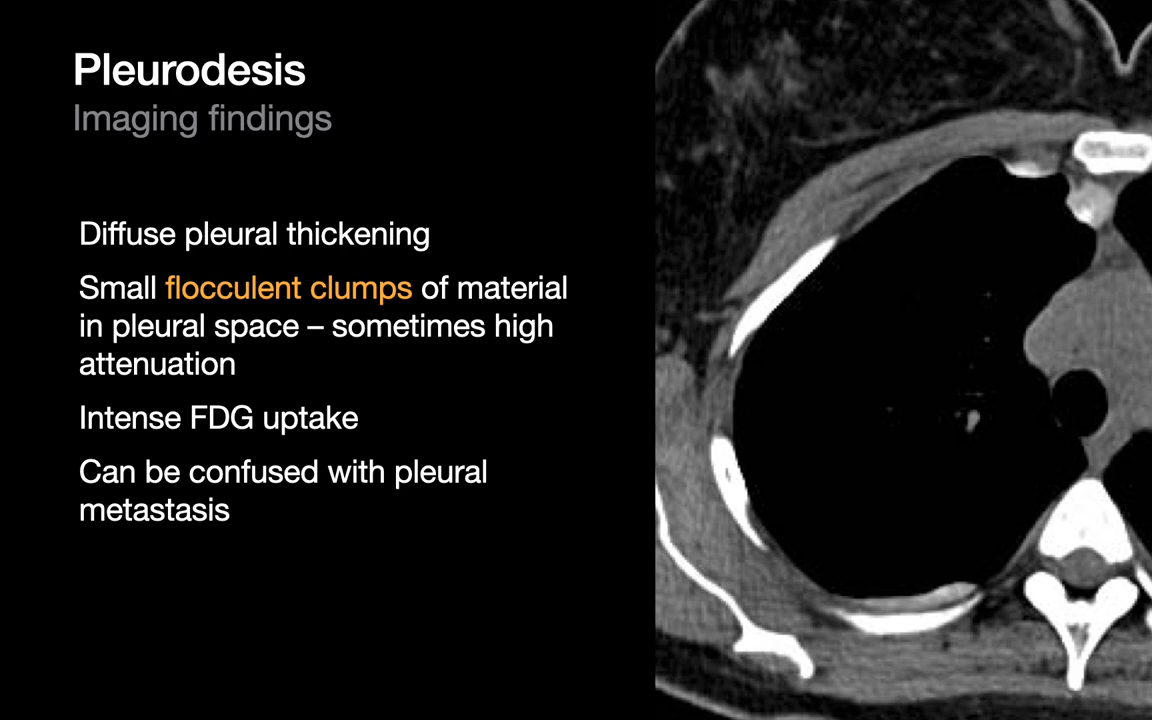 Pleurodesis
Imaging findings
Diffuse pleural thickening
Small flocculent clumps of material
in pleural space – sometimes high
attenuation
Intense FDG uptake
Can be confused with pleural
metastasis